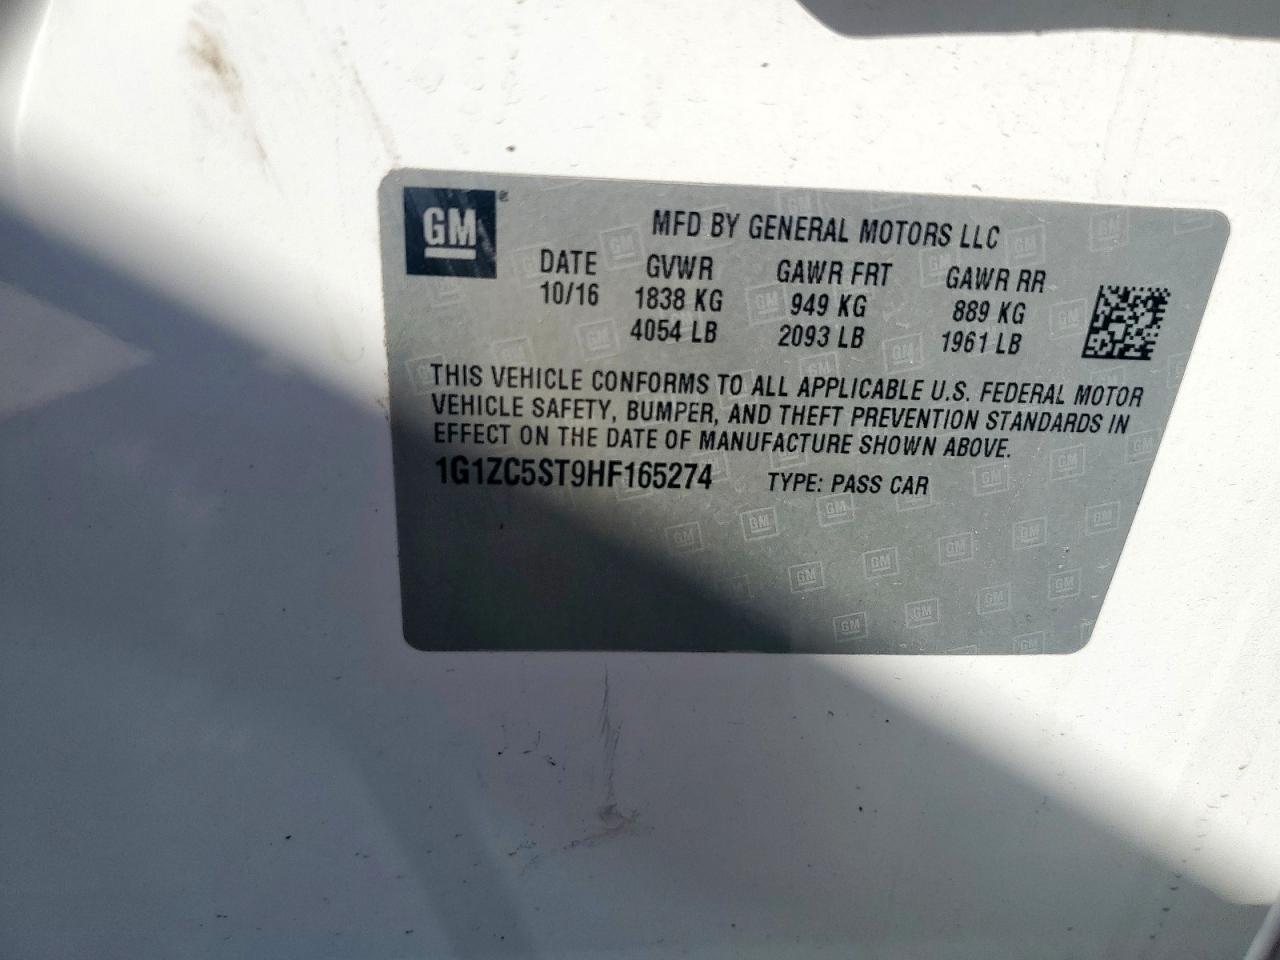 GM
MFD BY GENERAL MOTORS LLC
DATE GVWR GAWR FRT GAWR RR
10/16 1838 KG 949 KG 889 KG
4054 LB 2093 LB 1961 LB
THIS VEHICLE CONFORMS TO ALL APPLICABLE U.S. FEDERAL MOTOR
VEHICLE SAFETY, BUMPER, AND THEFT PREVENTION STANDARDS IN
EFFECT ON THE DATE OF MANUFACTURE SHOWN ABOVE.
1G1ZC5ST9HF165274 TYPE: PASS CAR